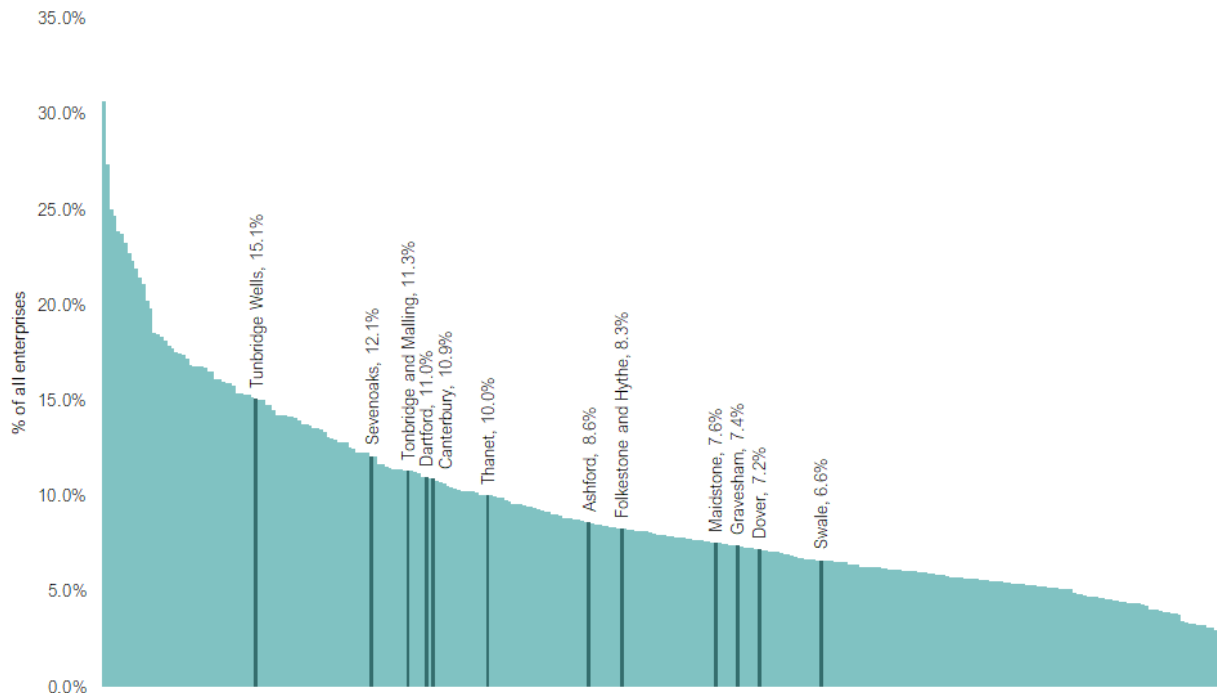 35.0%
30.0%
25.0%
20.0%
15.0%
10.0%
5.0%
0.0%
% of all enterprises
Tunbridge Wells, 15.1%
Sevenoaks, 12.1%
Tonbridge and Malling, 11.3%
Dartford, 11.0%
Canterbury, 10.9%
Thanet, 10.0%
Ashford, 8.6%
Folkestone and Hythe, 8.3%
Maidstone, 7.6%
Gravesham, 7.4%
Dover, 7.2%
Swale, 6.6%